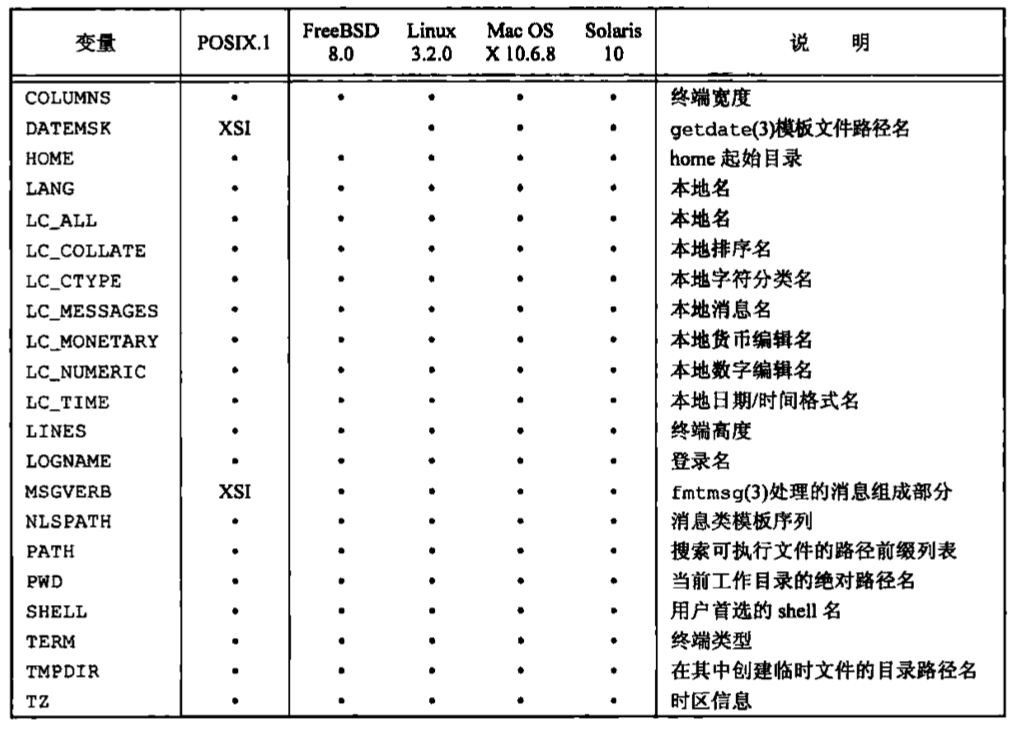 变量 POSIX.1 FreeBSD 8.0 Linux 3.2.0 Mac OS X 10.6.8 Solaris 10 说 明
COLUMNS • • • • • 终端宽度
DATEMSK XSI • • • getdate(3)模板文件路径名
HOME • • • • • home 起始目录
LANG • • • • • 本地名
LC_ALL • • • • • 本地名
LC_COLLATE • • • • • 本地排序名
LC_CTYPE • • • • • 本地字符分类名
LC_MESSAGES • • • • • 本地消息名
LC_MONETARY • • • • • 本地货币编辑名
LC_NUMERIC • • • • • 本地数字编辑名
LC_TIME • • • • • 本地日期/时间格式名
LINES • • • • • 终端高度
LOGNAME • • • • • 登录名
MSGVERB XSI • • • • fmtmsg(3)处理的消息组成部分
NLSPATH • • • • • 消息类模板序列
PATH • • • • • 搜索可执行文件的路径前缀列表
PWD • • • • • 当前工作目录的绝对路径名
SHELL • • • • • 用户首选的 shell 名
TERM • • • • • 终端类型
TMPDIR • • • • • 在其中创建临时文件的目录路径名
TZ • • • • • 时区信息